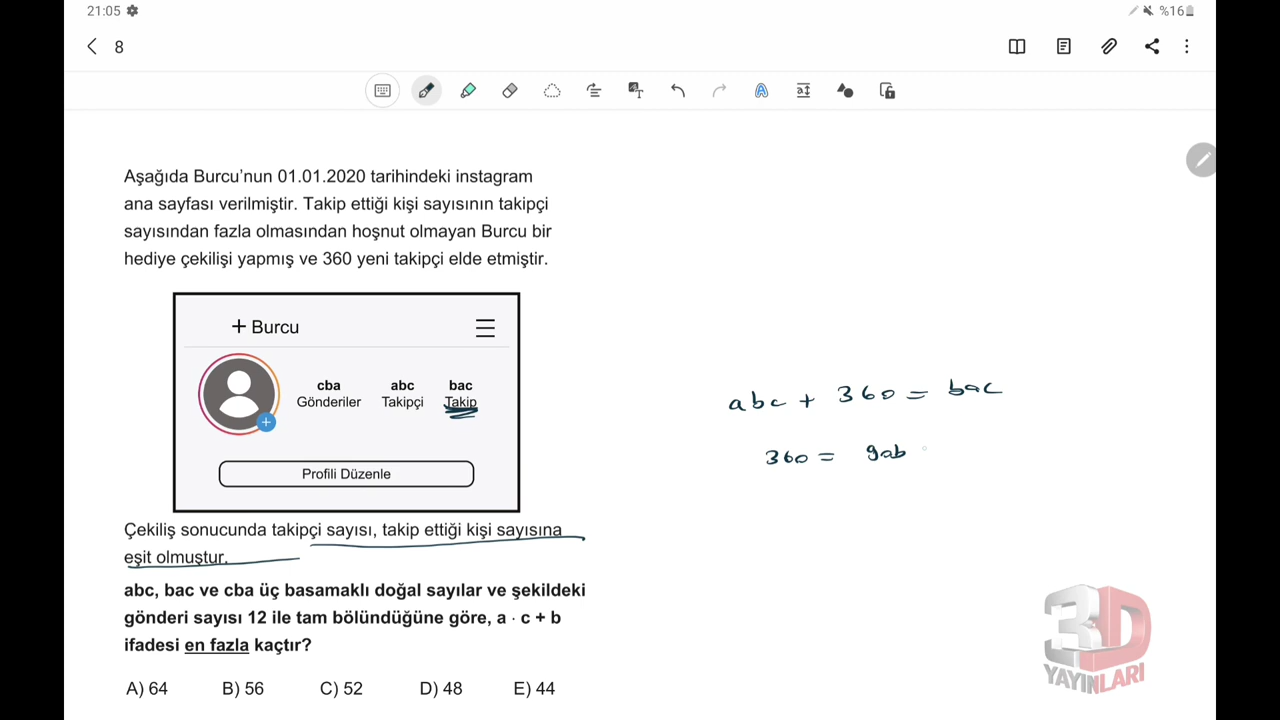 21:05
%16
8
Aşağıda Burcu'nun 01.01.2020 tarihindeki instagram
ana sayfası verilmiştir. Takip ettiği kişi sayısının takipçi
sayısından fazla olmasından hoşnut olmayan Burcu bir
hediye çekilişi yapmış ve 360 yeni takipçi elde etmiştir.
+ Burcu
cba abc bac
Gönderiler Takipçi Takip
Profili Düzenle
abc + 360 = bac
360 = 9ab
Çekiliş sonucunda takipçi sayısı, takip ettiği kişi sayısına
eşit olmuştur.
abc, bac ve cba üç basamaklı doğal sayılar ve şekildeki
gönderi sayısı 12 ile tam bölündüğüne göre, a · c + b
ifadesi en fazla kaçtır?
A) 64 B) 56 C) 52 D) 48 E) 44
3D
YAYINLARI